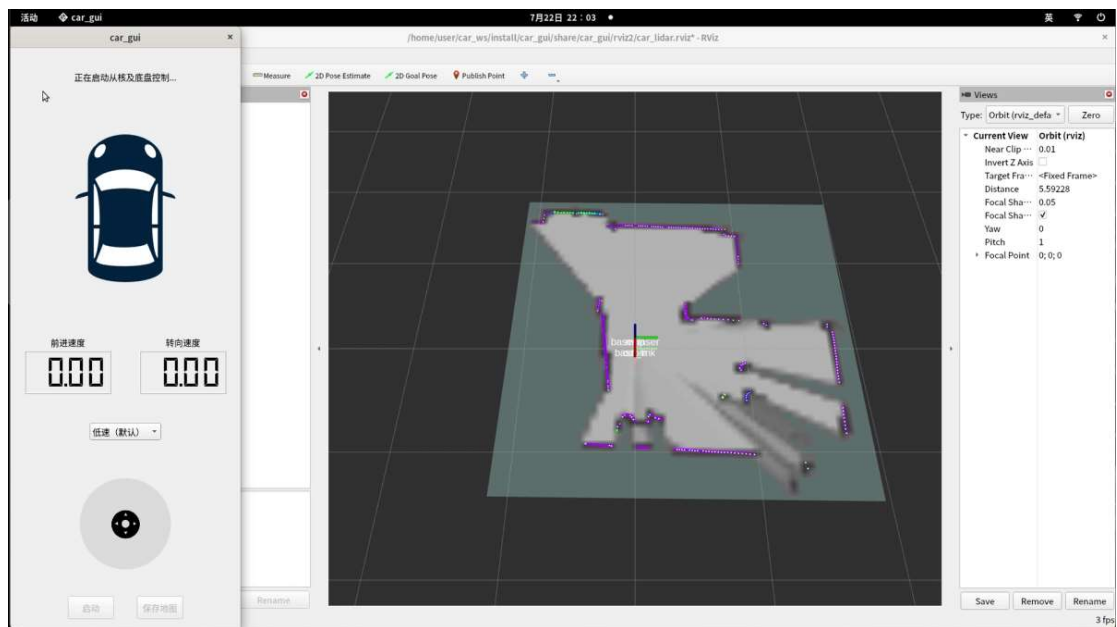 活动 car_gui 7月22日 22：03 英
car_gui ×
/home/user/car_ws/install/car_gui/share/car_gui/rviz2/car_lidar.rviz* - RViz ×
正在启动从核及底盘控制...
Measure 2D Pose Estimate 2D Goal Pose Publish Point
Views
Type: Orbit (rviz_defa Zero
Current View Orbit (rviz)
Near Clip ··· 0.01
Invert Z Axis
Target Fra··· <Fixed Frame>
Distance 5.59228
Focal Sha··· 0.05
Focal Sha··· ✓
Yaw 0
Pitch 1
Focal Point 0; 0; 0
前进速度 转向速度
0.00 0.00
低速（默认）
启动 保存地图
Rename
Save Remove Rename
3 fps